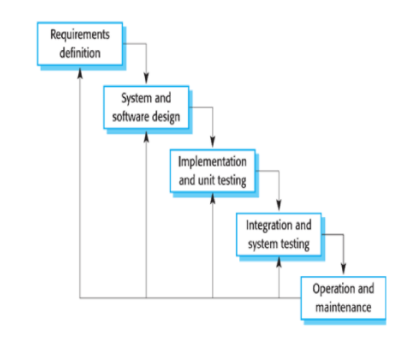 Requirements
definition
System and
software design
Implementation
and unit testing
Integration and
system testing
Operation and
maintenance